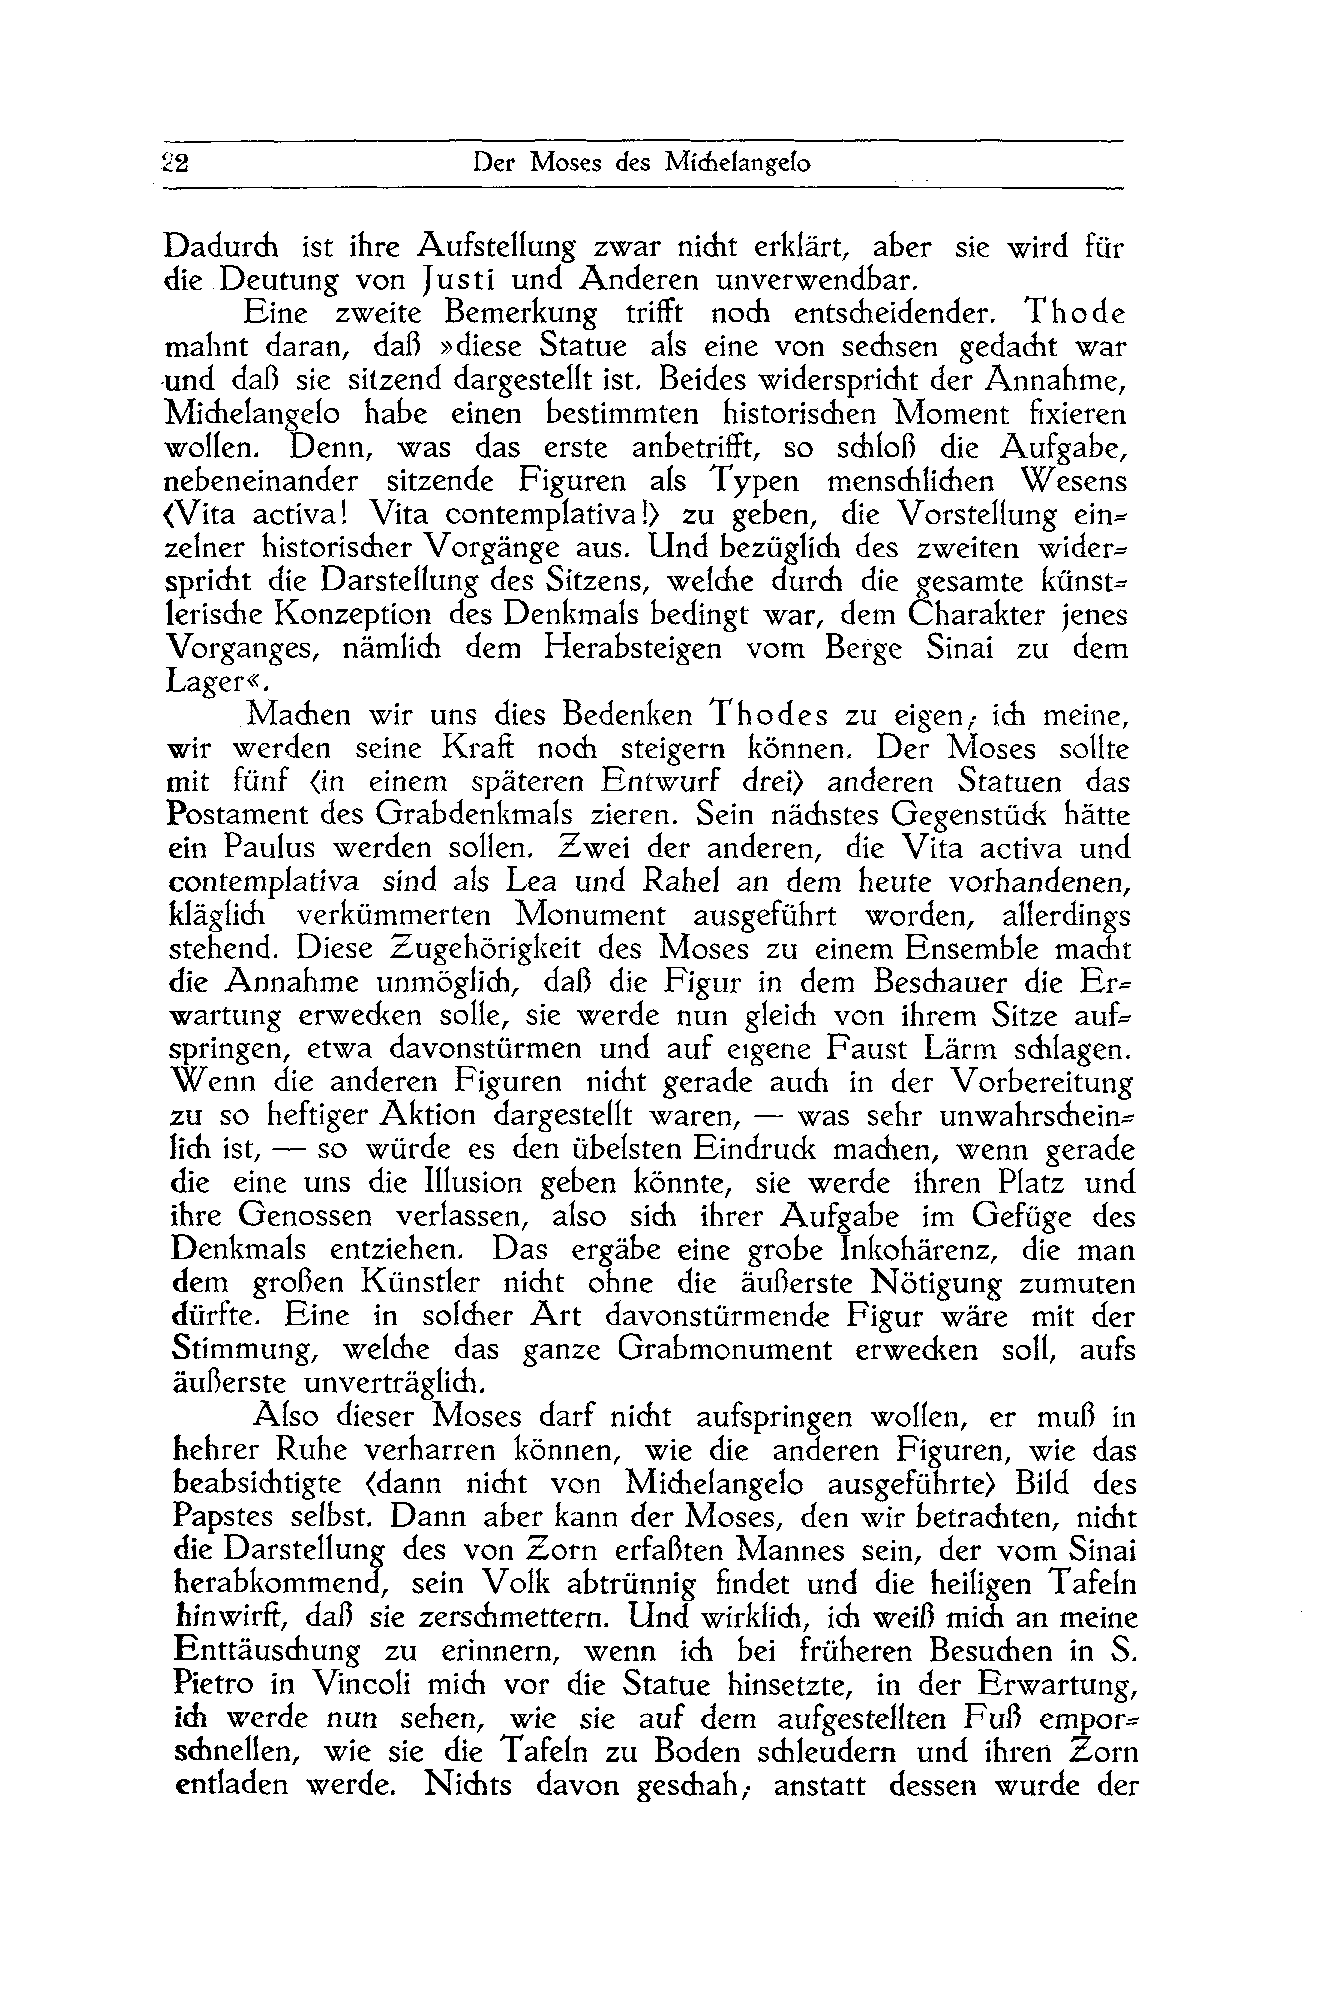 22 Der Moses des Michelangelo
Dadurch ist ihre Aufstellung zwar nicht erklärt, aber sie wird für
die Deutung von Justi und Anderen unverwendbar.
Eine zweite Bemerkung trifft noch entscheidender. Thode
mahnt daran, daß »diese Statue als eine von sechsen gedacht war
und daß sie sitzend dargestellt ist. Beides widerspricht der Annahme,
Michelangelo habe einen bestimmten historischen Moment fixieren
wollen. Denn, was das erste anbetrifft, so schloß die Aufgabe,
nebeneinander sitzende Figuren als Typen menschlichen Wesens
(Vita activa! Vita contemplativa!) zu geben, die Vorstellung ein-
zelner historischer Vorgänge aus. Und bezüglich des zweiten wider-
spricht die Darstellung des Sitzens, welche durch die gesamte künst-
lerische Konzeption des Denkmals bedingt war, dem Charakter jenes
Vorganges, nämlich dem Herabsteigen vom Berge Sinai zu dem
Lager«.
Machen wir uns dies Bedenken Thodes zu eigen; ich meine,
wir werden seine Kraft noch steigern können. Der Moses sollte
mit fünf (in einem späteren Entwurf drei) anderen Statuen das
Postament des Grabdenkmals zieren. Sein nächstes Gegenstück hätte
ein Paulus werden sollen. Zwei der anderen, die Vita activa und
contemplativa sind als Lea und Rahel an dem heute vorhandenen,
kläglich verkümmerten Monument ausgeführt worden, allerdings
stehend. Diese Zugehörigkeit des Moses zu einem Ensemble macht
die Annahme unmöglich, daß die Figur in dem Beschauer die Er-
wartung erwecken solle, sie werde nun gleich von ihrem Sitze auf-
springen, etwa davonstürmen und auf eigene Faust Lärm schlagen.
Wenn die anderen Figuren nicht gerade auch in der Vorbereitung
zu so heftiger Aktion dargestellt waren, — was sehr unwahrschein-
lich ist, — so würde es den übelsten Eindruck machen, wenn gerade
die eine uns die Illusion geben könnte, sie werde ihren Platz und
ihre Genossen verlassen, also sich ihrer Aufgabe im Gefüge des
Denkmals entziehen. Das ergäbe eine grobe Inkohärenz, die man
dem großen Künstler nicht ohne die äußerste Nötigung zumuten
dürfte. Eine in solcher Art davonstürmende Figur wäre mit der
Stimmung, welche das ganze Grabmonument erwecken soll, aufs
äußerste unverträglich.
Also dieser Moses darf nicht aufspringen wollen, er muß in
hehrer Ruhe verharren können, wie die anderen Figuren, wie das
beabsichtigte (dann nicht von Michelangelo ausgeführte) Bild des
Papstes selbst. Dann aber kann der Moses, den wir betrachten, nicht
die Darstellung des von Zorn erfaßten Mannes sein, der vom Sinai
herabkommend, sein Volk abtrünnig findet und die heiligen Tafeln
hinwirft, daß sie zerschmettern. Und wirklich, ich weiß mich an meine
Enttäuschung zu erinnern, wenn ich bei früheren Besuchen in S.
Pietro in Vincoli mich vor die Statue hinsetzte, in der Erwartung,
ich werde nun sehen, wie sie auf dem aufgestellten Fuß empor-
schnellen, wie sie die Tafeln zu Boden schleudern und ihren Zorn
entladen werde. Nichts davon geschah; anstatt dessen wurde der